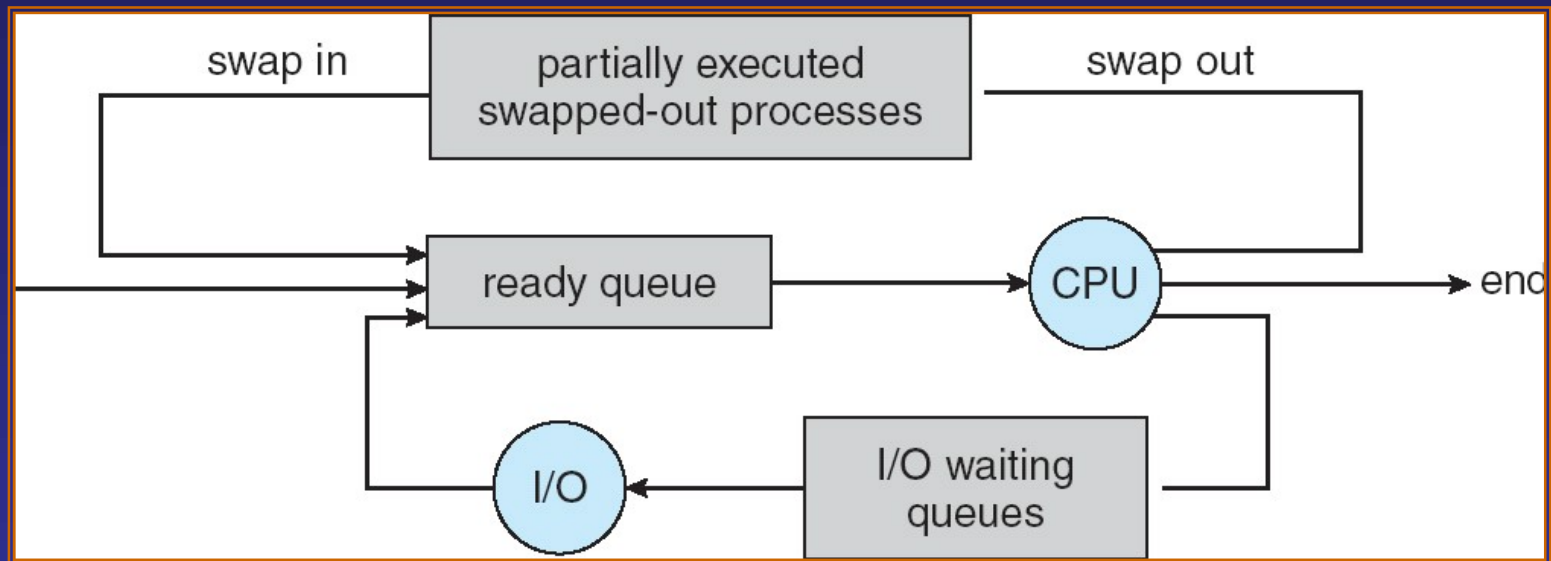 swap in
partially executed
swapped-out processes
swap out
ready queue
CPU
end
I/O
I/O waiting
queues